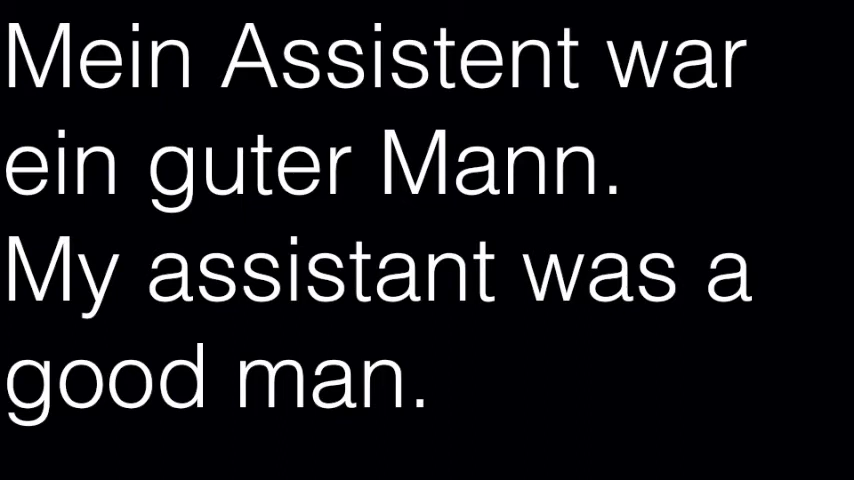 Mein Assistent war
ein guter Mann.
My assistant was a
good man.